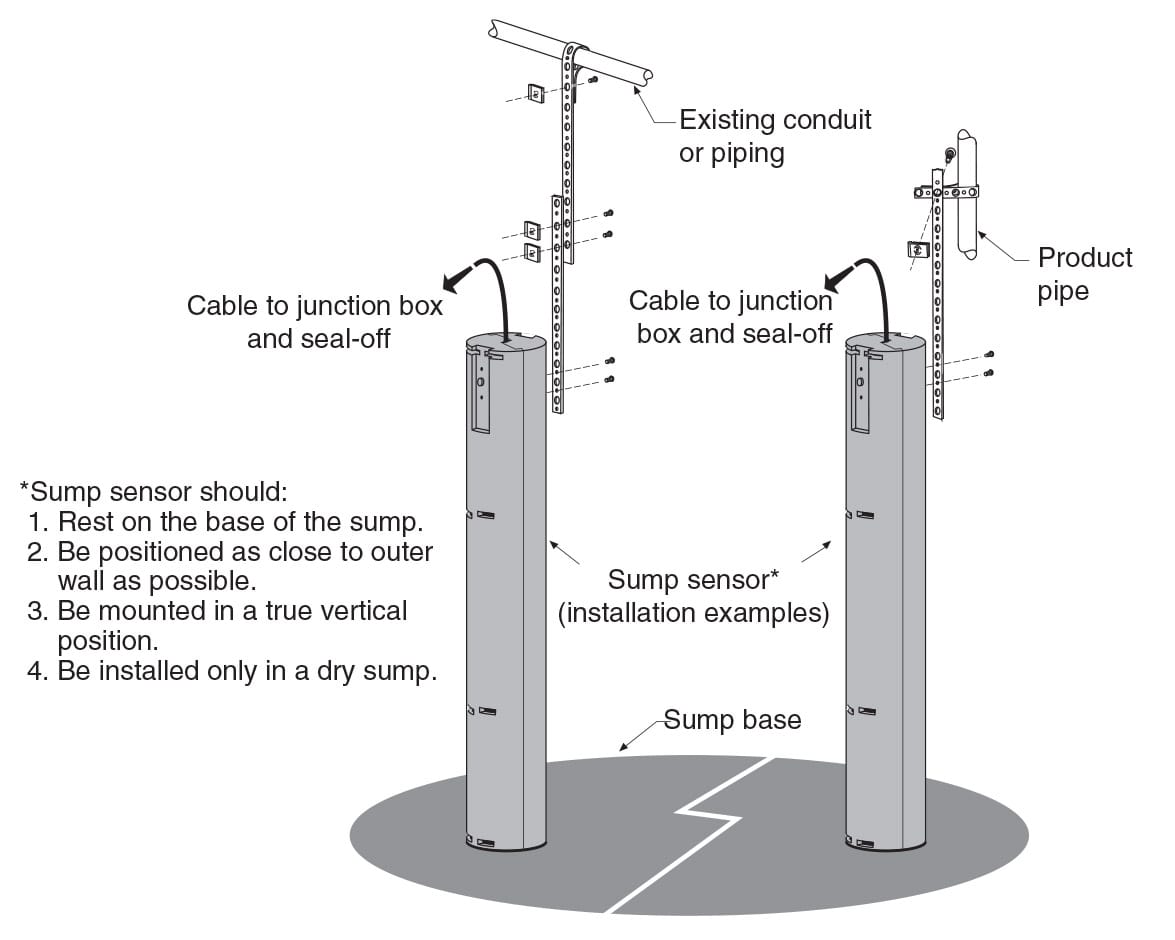 Existing conduit
or piping
Product
pipe
Cable to junction box
and seal-off
Cable to junction
box and seal-off
*Sump sensor should:
1. Rest on the base of the sump.
2. Be positioned as close to outer
wall as possible.
3. Be mounted in a true vertical
position.
4. Be installed only in a dry sump.
Sump sensor*
(installation examples)
Sump base